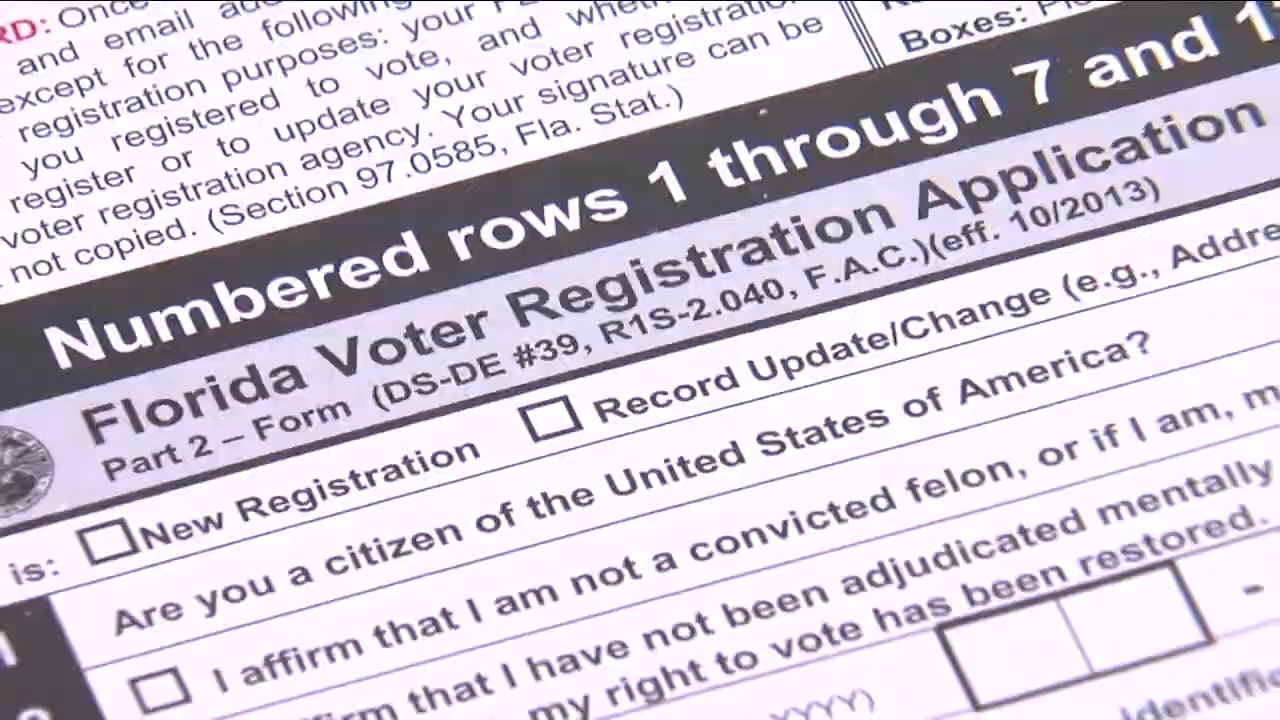 RD: Once
and email
except for the following
registration purposes: your
you registered to vote, and
register or to update your voter registration
voter registration agency. Your signature can be
not copied. (Section 97.0585, Fla. Stat.)
Boxes:
Numbered rows 1 through 7 and 1
Florida Voter Registration Application
Part 2 – Form (DS-DE #39, R1S-2.040, F.A.C.)(eff. 10/2013)
is: New Registration Record Update/Change (e.g., Addre
Are you a citizen of the United States of America?
I affirm that I am not a convicted felon, or if I am, m
firm that I have not been adjudicated mentally
my right to vote has been restored.
YYYY) -
Identific